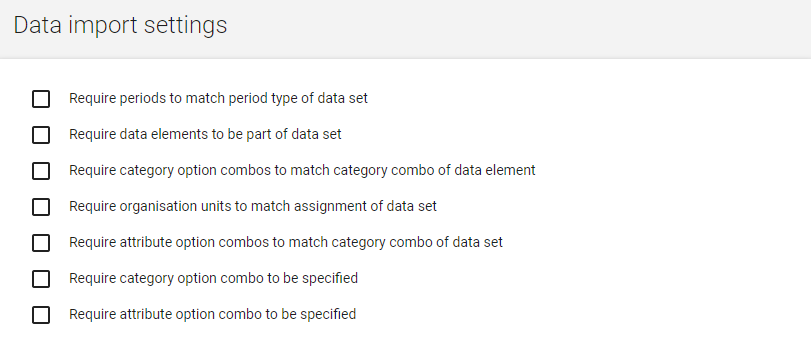 Data import settings
Require periods to match period type of data set
Require data elements to be part of data set
Require category option combos to match category combo of data element
Require organisation units to match assignment of data set
Require attribute option combos to match category combo of data set
Require category option combo to be specified
Require attribute option combo to be specified